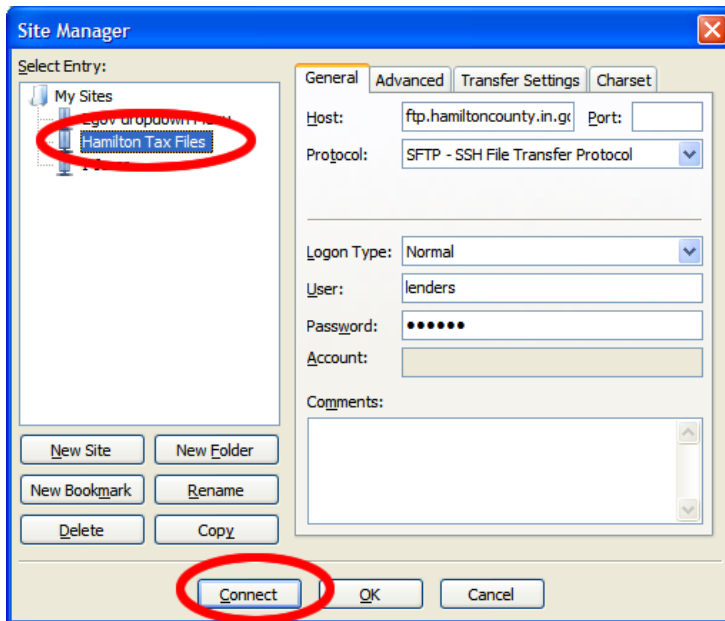 Site Manager
Select Entry:
My Sites
dropdown
Hamilton Tax Files
General Advanced Transfer Settings Charset
Host: ftp.hamiltoncounty.in.gc Port:
Protocol: SFTP - SSH File Transfer Protocol
Logon Type: Normal
User: lenders
Password: ●●●●●●
Account:
Comments:
New Site New Folder
New Bookmark Rename
Delete Copy
Connect OK Cancel